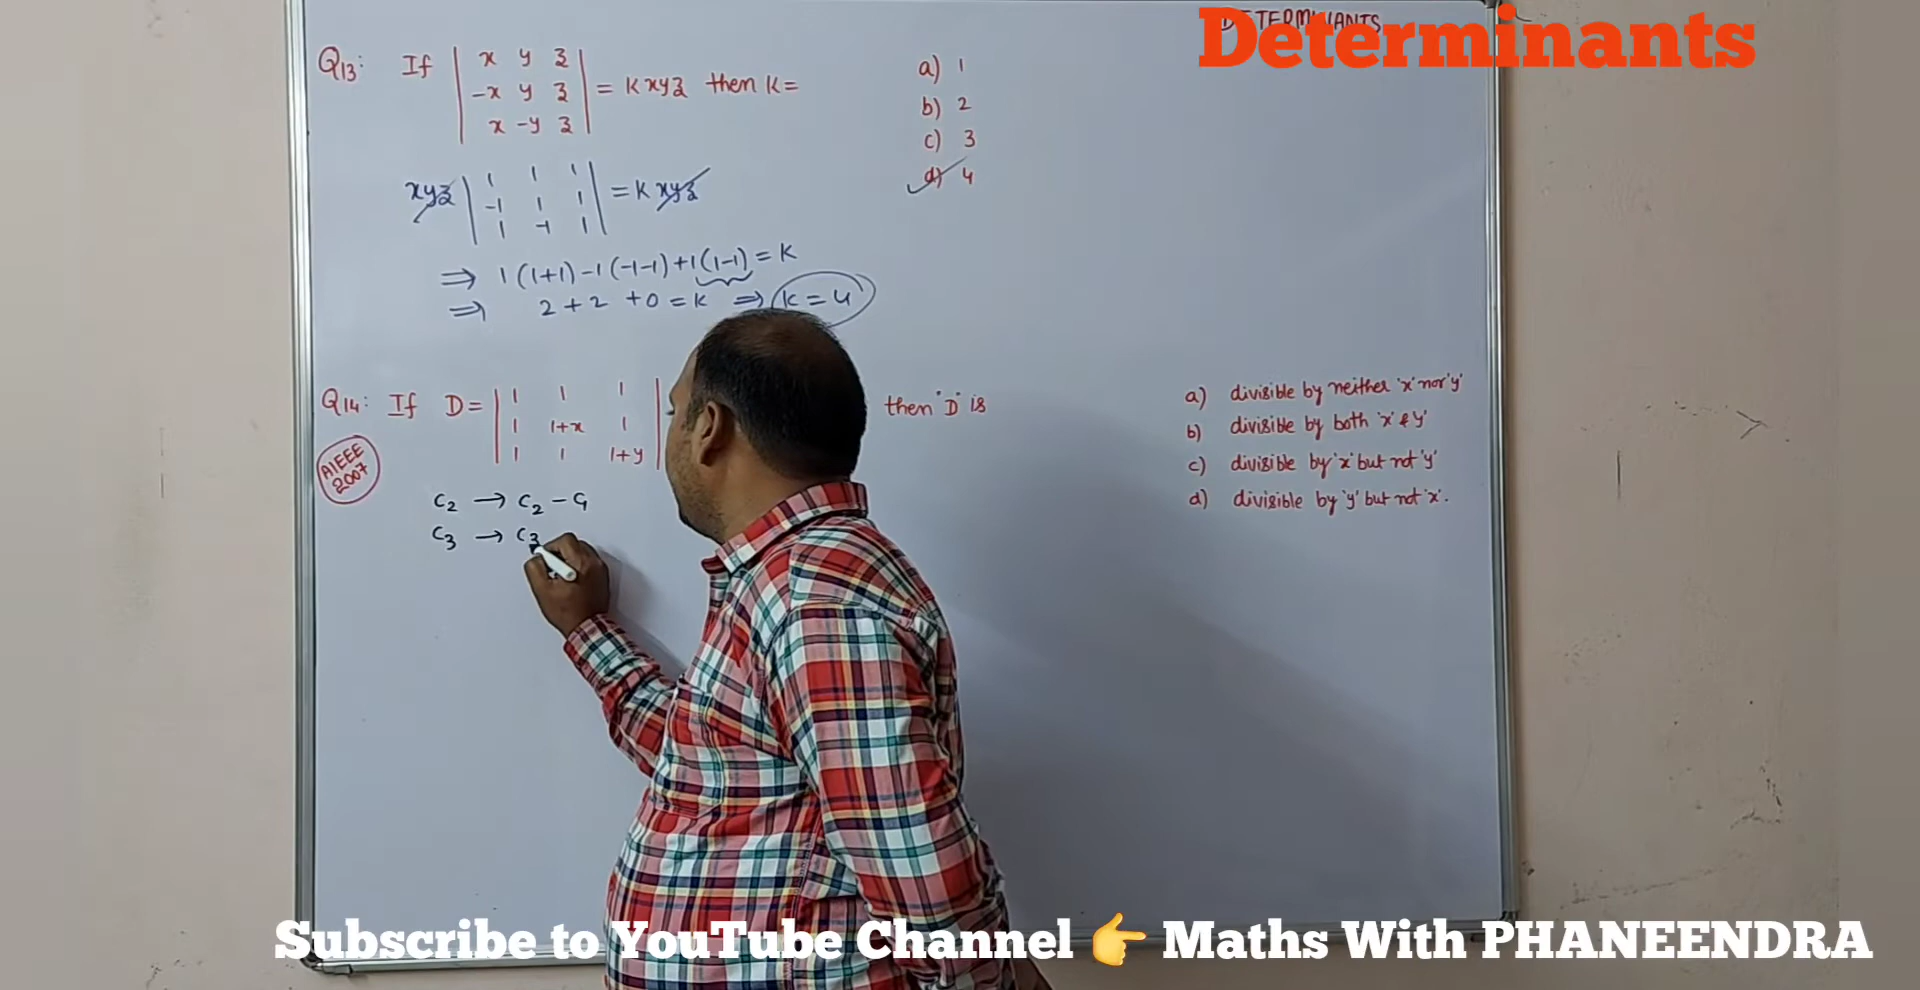 DETERMINANTS
Determinants
Q13: If | x y z | = K xyz then K =
| -x y z |
| x -y z |
a) 1
b) 2
c) 3
d) 4
xyz | 1 1 1 | = K xyz
| -1 1 1 |
| 1 -1 1 |
⇒ 1(1+1)-1(-1-1)+1(1-1) = K
⇒ 2+2+0 = K ⇒ K = 4
Q14: If D = | 1 1 1 | then 'D' is
| 1 1+x 1 |
| 1 1 1+y |
AIEEE
2007
a) divisible by neither 'x' nor 'y'
b) divisible by both 'x' & 'y'
c) divisible by 'x' but not 'y'
d) divisible by 'y' but not 'x'.
C2 → C2 - C1
C3 → C3
Subscribe to YouTube Channel 👉 Maths With PHANEENDRA